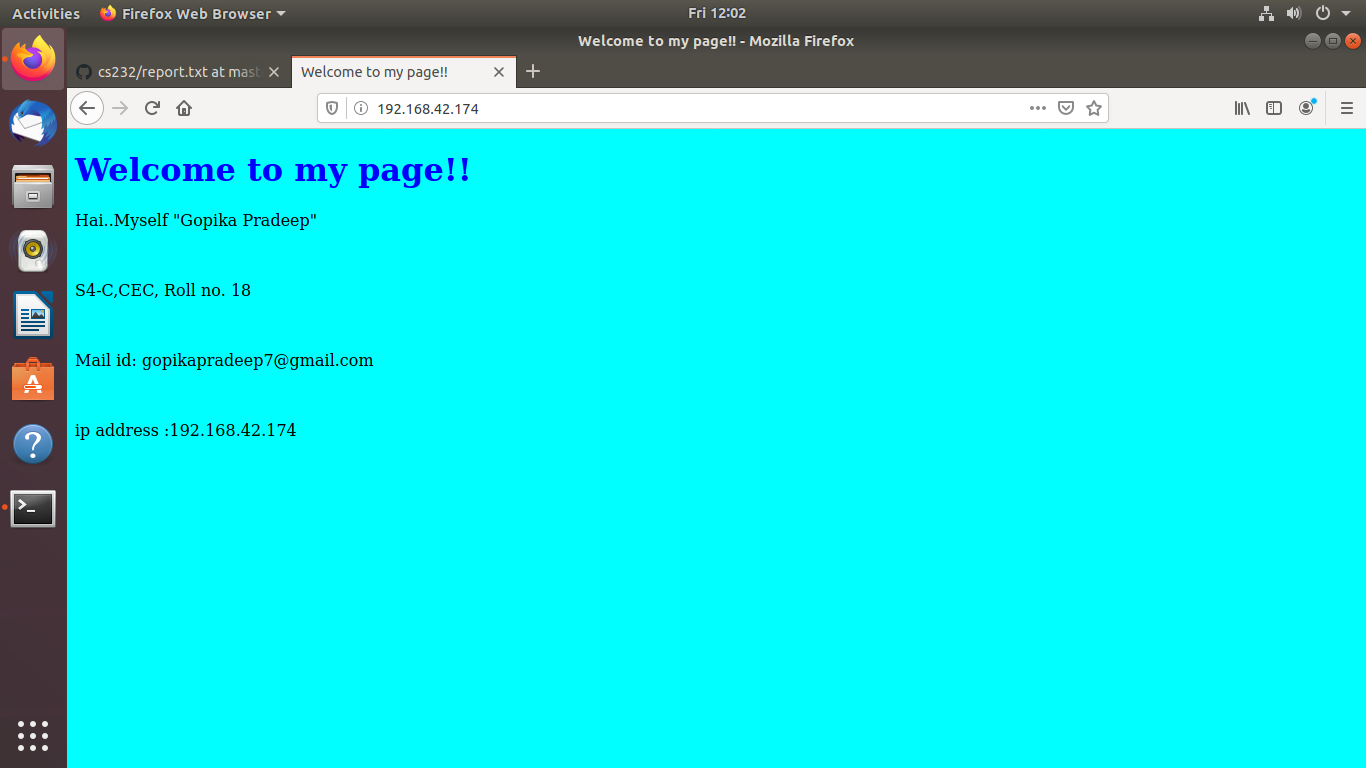 Activities
Firefox Web Browser
Fri 12:02
Welcome to my page!! - Mozilla Firefox
cs232/report.txt at mast
Welcome to my page!!
192.168.42.174
Welcome to my page!!
Hai..Myself "Gopika Pradeep"
S4-C,CEC, Roll no. 18
Mail id: gopikapradeep7@gmail.com
ip address :192.168.42.174